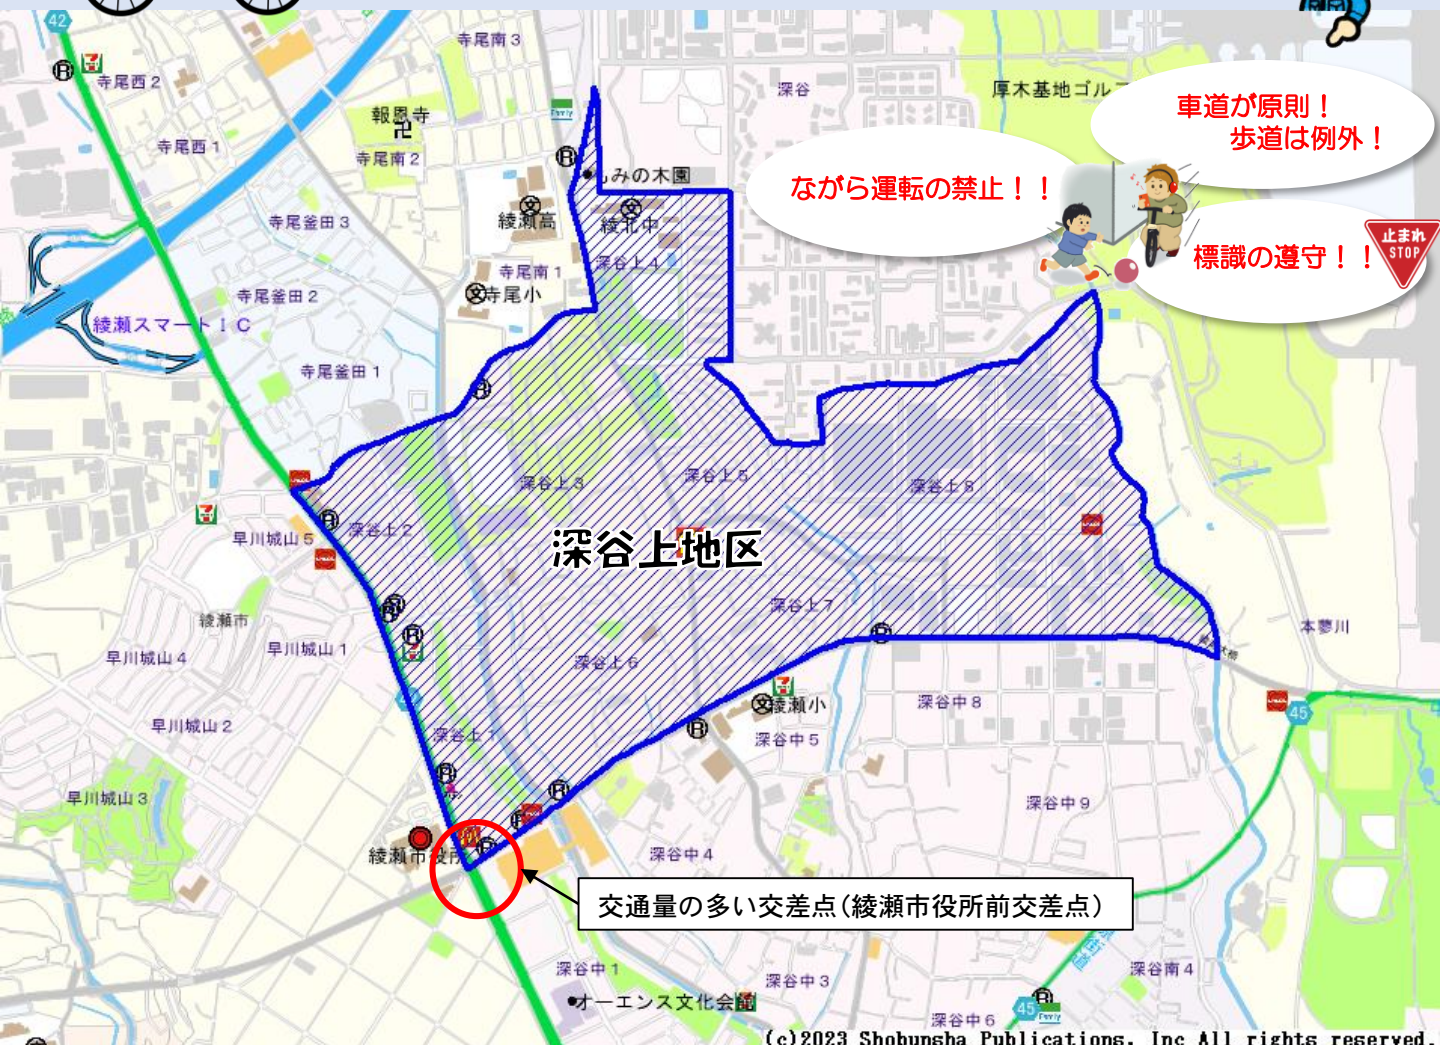 42
寺尾南3
寺尾西2
深谷
厚木基地ゴル
車道が原則！
歩道は例外！
報恩寺
Family
寺尾西1
寺尾南2
もみの木園
ながら運転の禁止！！
綾瀬高
綾北中
寺尾釜田3
止まれ
STOP
標識の遵守！！
深谷上4
寺尾南1
寺尾小
寺尾釜田2
綾瀬スマートIC
寺尾釜田1
深谷上3
深谷上5
深谷上8
早川城山5
深谷上2
深谷上地区
深谷上7
綾瀬市
早川城山4
早川城山1
本蓼川
深谷上6
綾瀬小
深谷中8
45
早川城山2
深谷上1
深谷中5
早川城山3
深谷中9
綾瀬市役所
深谷中4
交通量の多い交差点（綾瀬市役所前交差点）
深谷中1
深谷中3
深谷南4
オーエンス文化会館
深谷中6
45
Family
(c)2023 Shobunsha Publications, Inc All rights reserved.